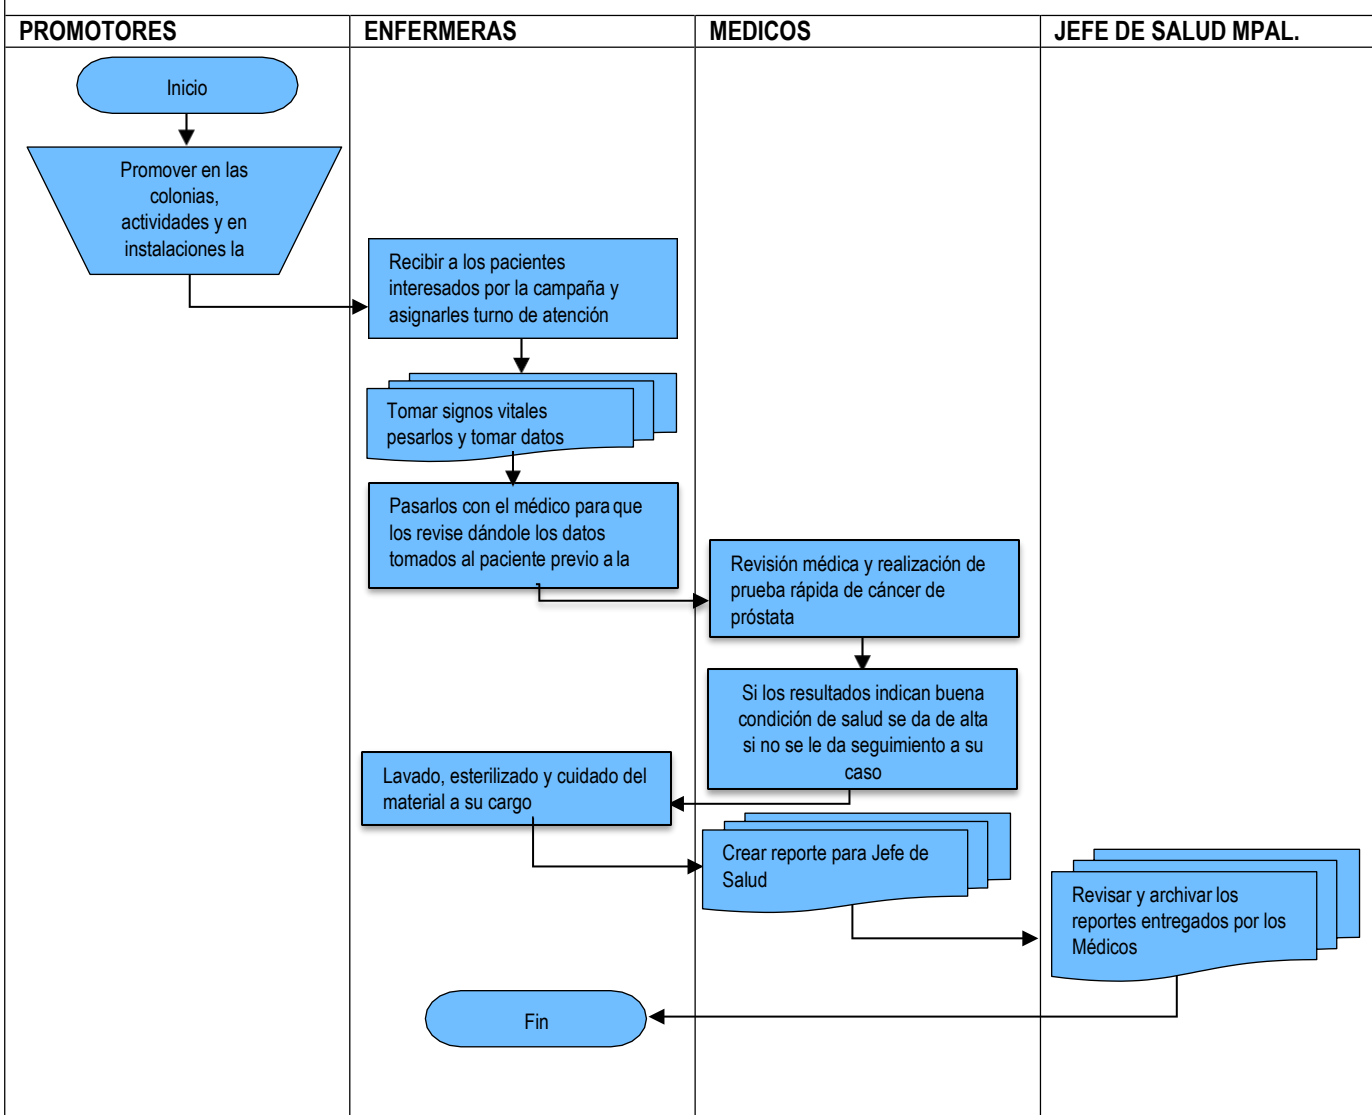 PROMOTORES
ENFERMERAS
MEDICOS
JEFE DE SALUD MPAL.
Inicio
Promover en las
colonias,
actividades y en
instalaciones la
Recibir a los pacientes
interesados por la campaña y
asignarles turno de atención
Tomar signos vitales
pesarlos y tomar datos
Pasarlos con el médico para que
los revise dándole los datos
tomados al paciente previo a la
Revisión médica y realización de
prueba rápida de cáncer de
próstata
Si los resultados indican buena
condición de salud se da de alta
si no se le da seguimiento a su
caso
Lavado, esterilizado y cuidado del
material a su cargo
Crear reporte para Jefe de
Salud
Revisar y archivar los
reportes entregados por los
Médicos
Fin